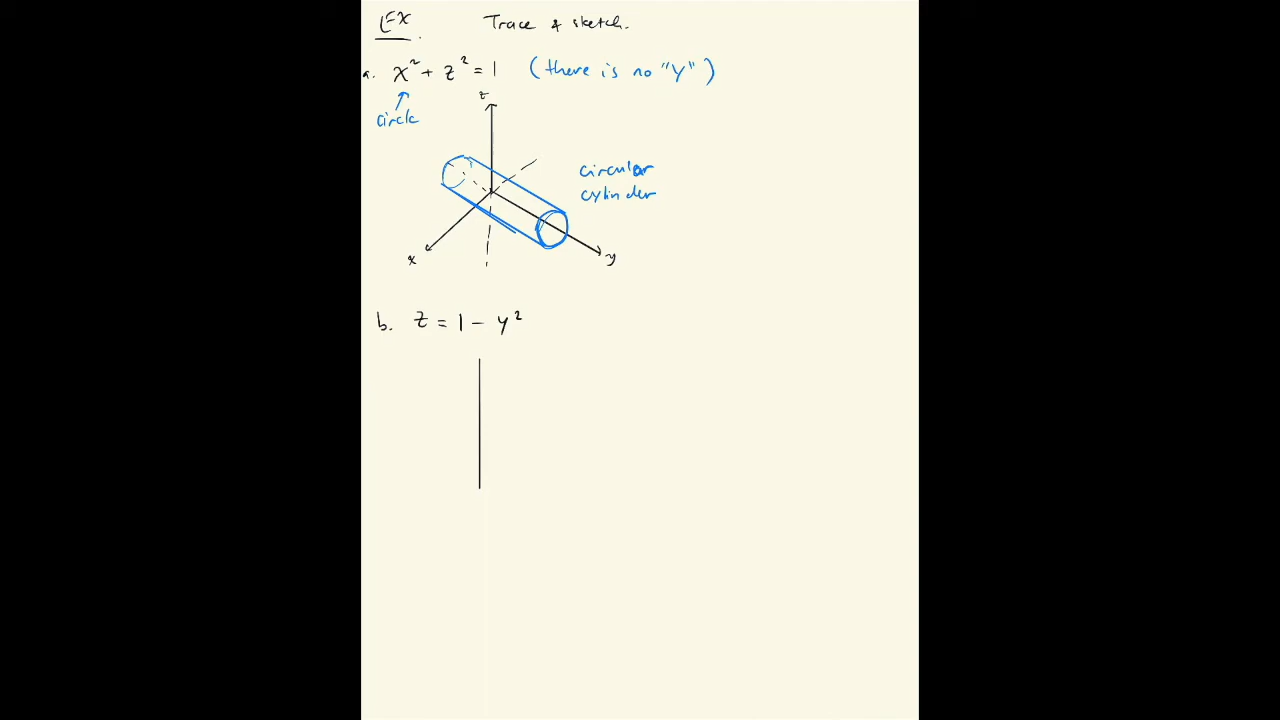 Ex. Trace & sketch.
a. x² + z² = 1 (there is no "y")
circle
z
circular
cylinder
x
y
b. z = 1 - y²